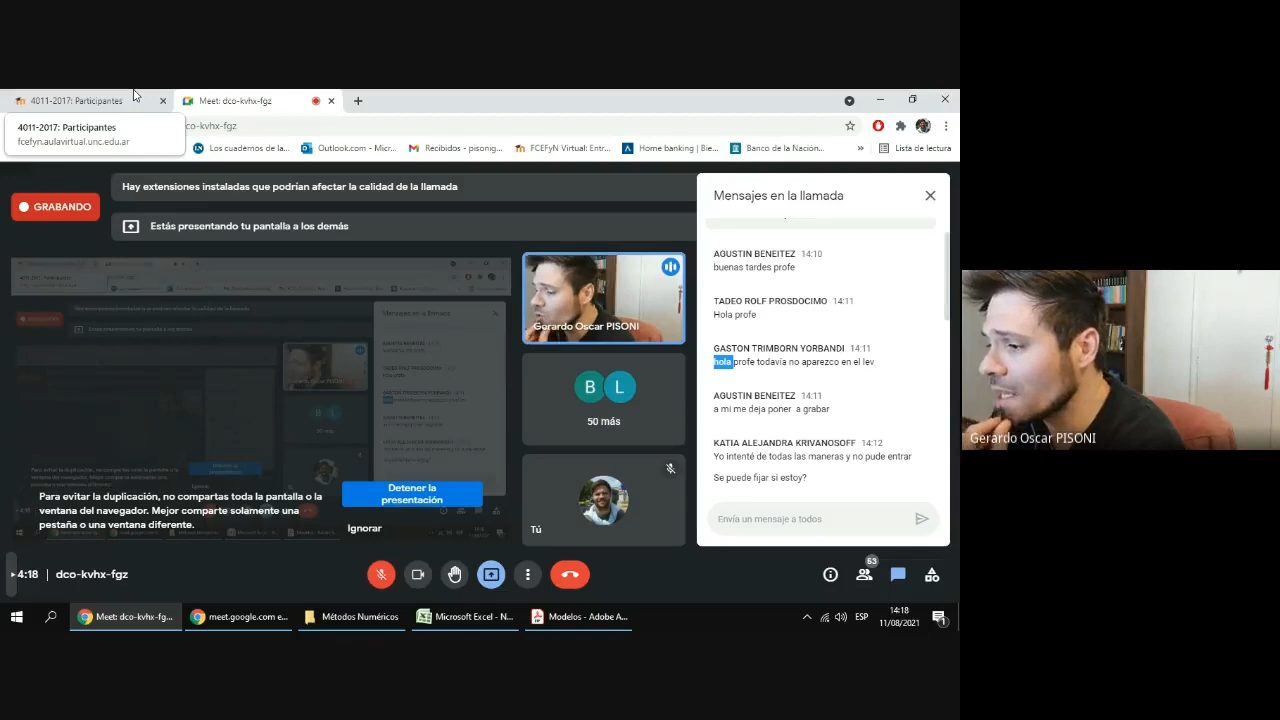 4011-2017: Participantes
Meet: dco-kvhx-fgz
4011-2017: Participantes
fcefyn.aulavirtual.unc.edu.ar
co-kvhx-fgz
Los cuadernos de la...
Outlook.com - Micr...
Recibidos - pisonig...
FCEFyN Virtual: Entr...
Home banking | Bie...
Banco de la Nación...
»
Lista de lectura
GRABANDO
Hay extensiones instaladas que podrían afectar la calidad de la llamada
Estás presentando tu pantalla a los demás
Gerardo Oscar PISONI
B L
50 más
Tú
Para evitar la duplicación, no compartas toda la pantalla o la
ventana del navegador. Mejor comparte solamente una
pestaña o una ventana diferente.
Detener la
presentación
Ignorar
Mensajes en la llamada
AGUSTIN BENEITEZ 14:10
buenas tardes profe
TADEO ROLF PROSDOCIMO 14:11
Hola profe
GASTON TRIMBORN YORBANDI 14:11
hola profe todavía no aparezco en el lev
AGUSTIN BENEITEZ 14:11
a mi me deja poner a grabar
KATIA ALEJANDRA KRIVANOSOFF 14:12
Yo intenté de todas las maneras y no pude entrar
Se puede fijar si estoy?
Envía un mensaje a todos
4:18 | dco-kvhx-fgz
63
Meet: dco-kvhx-fg...
meet.google.com e...
Métodos Numéricos
Microsoft Excel - N...
Modelos - Adobe A...
ESP
14:18
11/08/2021
1
Gerardo Oscar PISONI